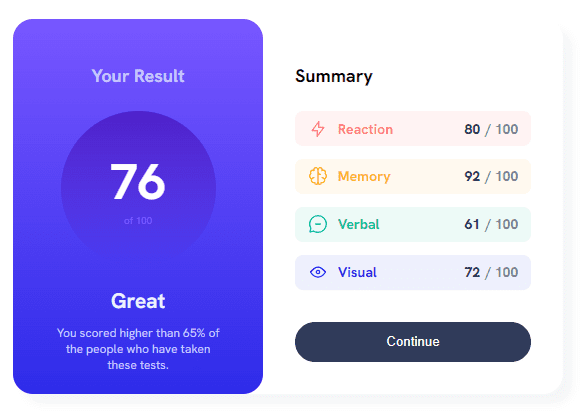 Your Result
76
of 100
Great
You scored higher than 65% of
the people who have taken
these tests.
Summary
Reaction 80 / 100
Memory 92 / 100
Verbal 61 / 100
Visual 72 / 100
Continue